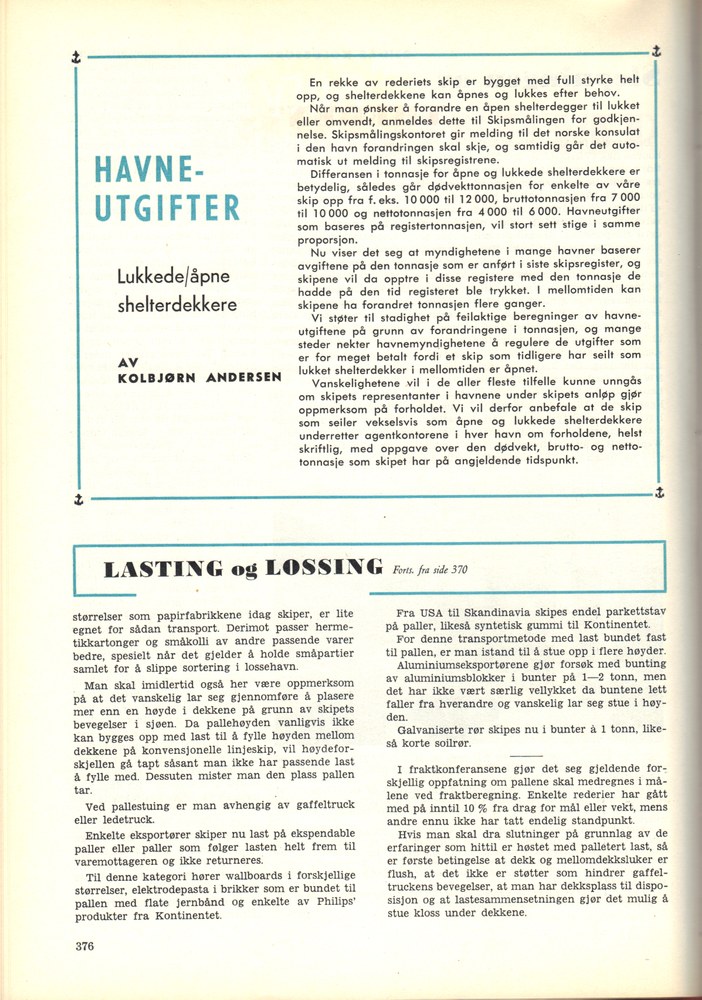 HAVNE-
UTGIFTER
Lukkede/åpne
shelterdekkere
AV
KOLBJØRN ANDERSEN
En rekke av rederiets skip er bygget med full styrke helt
opp, og shelterdekkene kan åpnes og lukkes efter behov.
Når man ønsker å forandre en åpen shelterdegger til lukket
eller omvendt, anmeldes dette til Skipsmålingen for godkjen-
nelse. Skipsmålingskontoret gir melding til det norske konsulat
i den havn forandringen skal skje, og samtidig går det auto-
matisk ut melding til skipsregistrene.
Differansen i tonnasje for åpne og lukkede shelterdekkere er
betydelig, således går dødvekttonnasjen for enkelte av våre
skip opp fra f. eks. 10 000 til 12 000, bruttotonnasjen fra 7 000
til 10 000 og nettotonnasjen fra 4 000 til 6 000. Havneutgifter
som baseres på registertonnasjen, vil stort sett stige i samme
proporsjon.
Nu viser det seg at myndighetene i mange havner baserer
avgiftene på den tonnasje som er anført i siste skipsregister, og
skipene vil da opptre i disse registere med den tonnasje de
hadde på den tid registeret ble trykket. I mellomtiden kan
skipene ha forandret tonnasjen flere ganger.
Vi støter til stadighet på feilaktige beregninger av havne-
utgiftene på grunn av forandringene i tonnasjen, og mange
steder nekter havnemyndighetene å regulere de utgifter som
er for meget betalt fordi et skip som tidligere har seilt som
lukket shelterdekker i mellomtiden er åpnet.
Vanskelighetene vil i de aller fleste tilfelle kunne unngås
om skipets representanter i havnene under skipets anløp gjør
oppmerksom på forholdet. Vi vil derfor anbefale at de skip
som seiler vekselsvis som åpne og lukkede shelterdekkere
underretter agentkontorene i hver havn om forholdene, helst
skriftlig, med oppgave over den dødvekt, brutto- og netto-
tonnasje som skipet har på angjeldende tidspunkt.
LASTING og LOSSING Forts. fra side 370
størrelser som papirfabrikkene idag skiper, er lite
egnet for sådan transport. Derimot passer herme-
tikkartonger og småkolli av andre passende varer
bedre, spesielt når det gjelder å holde småpartier
samlet for å slippe sortering i lossehavn.
Man skal imidlertid også her være oppmerksom
på at det vanskelig lar seg gjennomføre å plasere
mer enn en høyde i dekkene på grunn av skipets
bevegelser i sjøen. Da pallehøyden vanligvis ikke
kan bygges opp med last til å fylle høyden mellom
dekkene på konvensjonelle linjeskip, vil høydefor-
skjellen gå tapt såsant man ikke har passende last
å fylle med. Dessuten mister man den plass pallen
tar.
Ved pallestuing er man avhengig av gaffeltruck
eller ledetruck.
Enkelte eksportører skiper nu last på ekspendable
paller eller paller som følger lasten helt frem til
varemottageren og ikke returneres.
Til denne kategori hører wallboards i forskjellige
størrelser, elektrodepasta i brikker som er bundet til
pallen med flate jernbånd og enkelte av Philips'
produkter fra Kontinentet.
Fra USA til Skandinavia skipes endel parkettstav
på paller, likeså syntetisk gummi til Kontinentet.
For denne transportmetode med last bundet fast
til pallen, er man istand til å stue opp i flere høyder.
Aluminiumseksportørene gjør forsøk med bunting
av aluminiumsblokker i bunter på 1—2 tonn, men
det har ikke vært særlig vellykket da buntene lett
faller fra hverandre og vanskelig lar seg stue i høy-
den.
Galvaniserte rør skipes nu i bunter à 1 tonn, like-
så korte soilrør.
I fraktkonferansene gjør det seg gjeldende for-
skjellig oppfatning om pallene skal medregnes i må-
lene ved fraktberegning. Enkelte rederier har gått
med på inntil 10 % fra drag for mål eller vekt, mens
andre ennu ikke har tatt endelig standpunkt.
Hvis man skal dra slutninger på grunnlag av de
erfaringer som hittil er høstet med palletert last, så
er første betingelse at dekk og mellomdekksluker er
flush, at det ikke er støtter som hindrer gaffel-
truckens bevegelser, at man har dekksplass til dispo-
sisjon og at lastesammensetningen gjør det mulig å
stue kloss under dekkene.
376